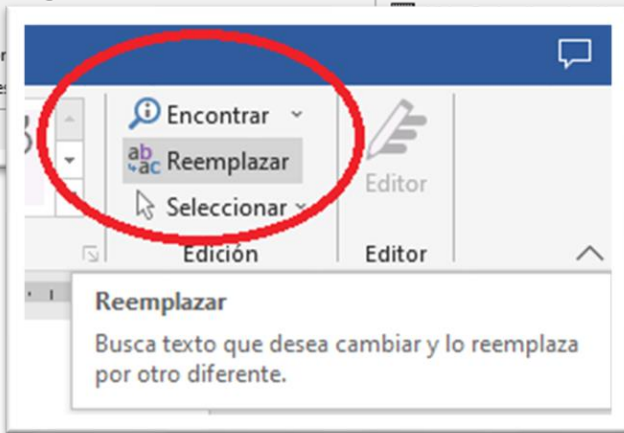 Encontrar
Reemplazar
Seleccionar
Editor
Edición
Editor
Reemplazar
Busca texto que desea cambiar y lo reemplaza
por otro diferente.